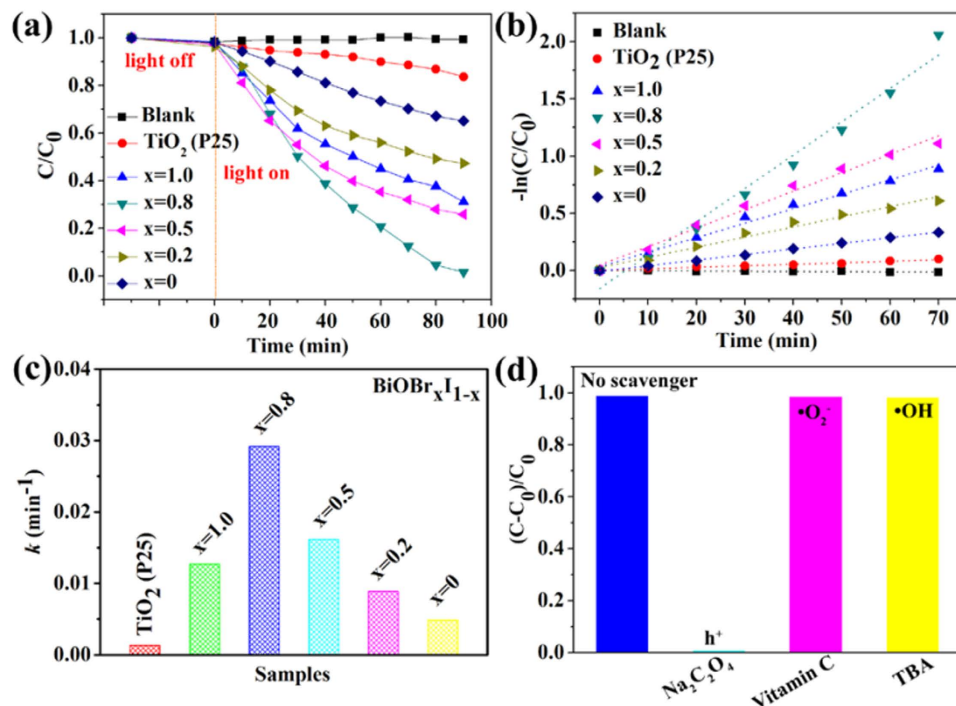 (a)
1.0
0.8
0.6
0.4
0.2
0.0
C/C0
light off
light on
Blank
TiO2 (P25)
x=1.0
x=0.8
x=0.5
x=0.2
x=0
0 20 40 60 80 100
Time (min)
(b)
2.0
1.5
1.0
0.5
0.0
-ln(C/C0)
Blank
TiO2 (P25)
x=1.0
x=0.8
x=0.5
x=0.2
x=0
0 10 20 30 40 50 60 70
Time (min)
(c)
0.04
0.03
0.02
0.01
0.00
k (min-1)
BiOBrxI1-x
TiO2 (P25)
x=1.0
x=0.8
x=0.5
x=0.2
x=0
Samples
(d)
1.0
0.8
0.6
0.4
0.2
0.0
(C-C0)/C0
No scavenger
h+
•O2-
•OH
Na2C2O4
Vitamin C
TBA